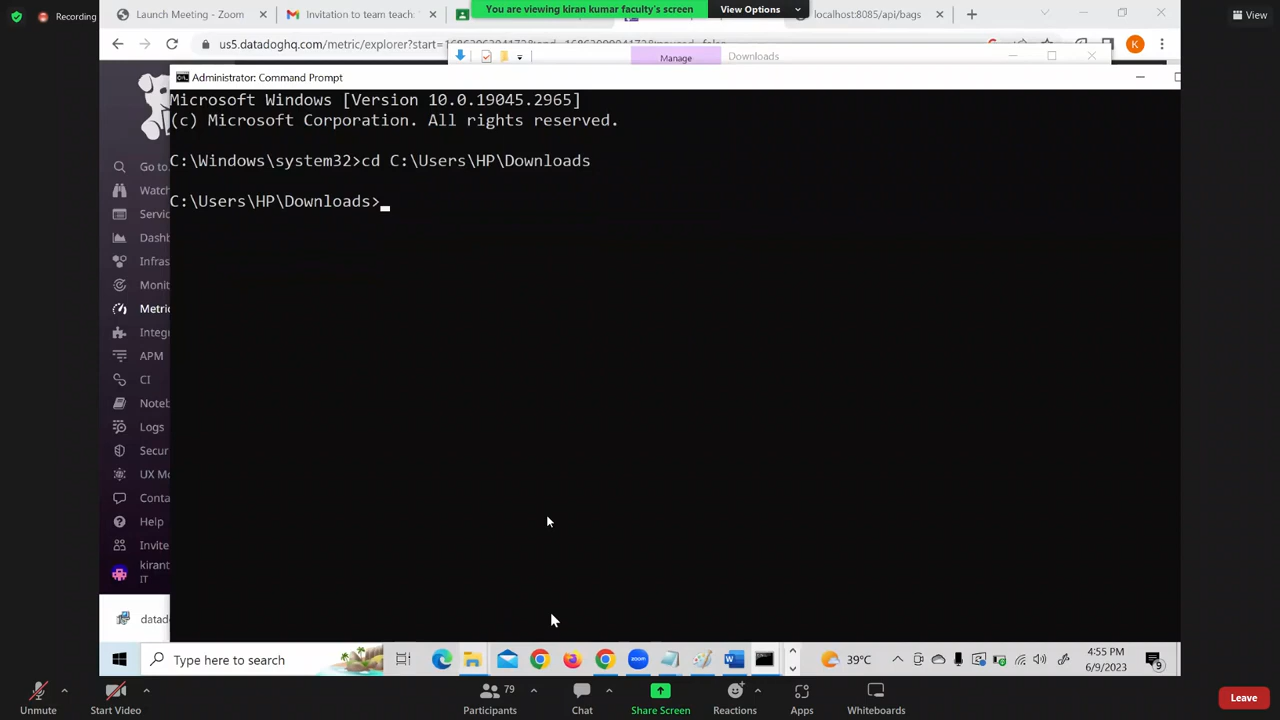 You are viewing kiran kumar faculty's screen
View Options
Recording
View
Launch Meeting - Zoom
Invitation to team teach
localhost:8085/api/bags
us5.datadoghq.com/metric/explorer?start=
K
Manage
Downloads
Administrator: Command Prompt
Microsoft Windows [Version 10.0.19045.2965]
(c) Microsoft Corporation. All rights reserved.
C:\Windows\system32>cd C:\Users\HP\Downloads
C:\Users\HP\Downloads>
Go to
Watch
Servic
Dashb
Infras
Monit
Metric
Integ
APM
CI
Noteb
Logs
Secur
UX Mo
Conta
Help
Invite
kirant
IT
datado
Type here to search
39°C
4:55 PM
6/9/2023
9
Unmute
Start Video
79
Participants
Chat
Share Screen
Reactions
Apps
Whiteboards
Leave